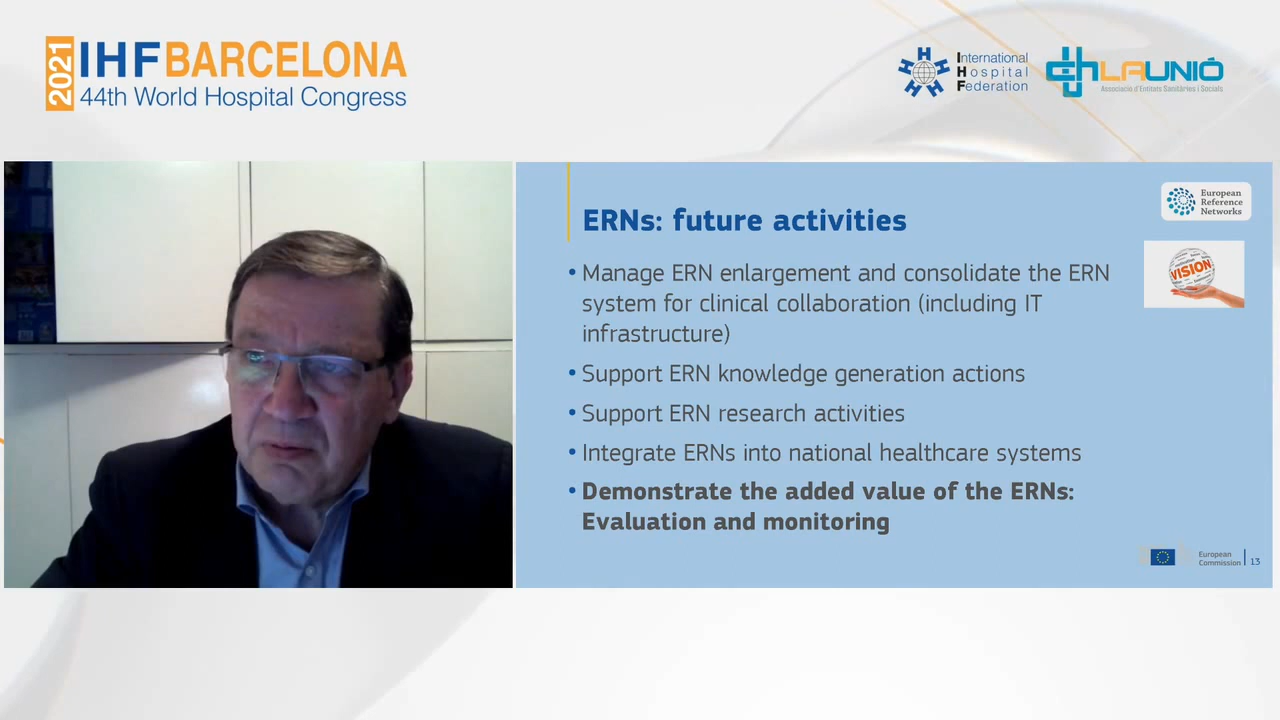 2021
IHF BARCELONA
44th World Hospital Congress
International
Hospital
Federation
LAUNIÓ
Associació d'Entitats Sanitàries i Socials
European
Reference
Networks
ERNs: future activities
VISION
• Manage ERN enlargement and consolidate the ERN
system for clinical collaboration (including IT
infrastructure)
• Support ERN knowledge generation actions
• Support ERN research activities
• Integrate ERNs into national healthcare systems
• Demonstrate the added value of the ERNs:
Evaluation and monitoring
European
Commission
13